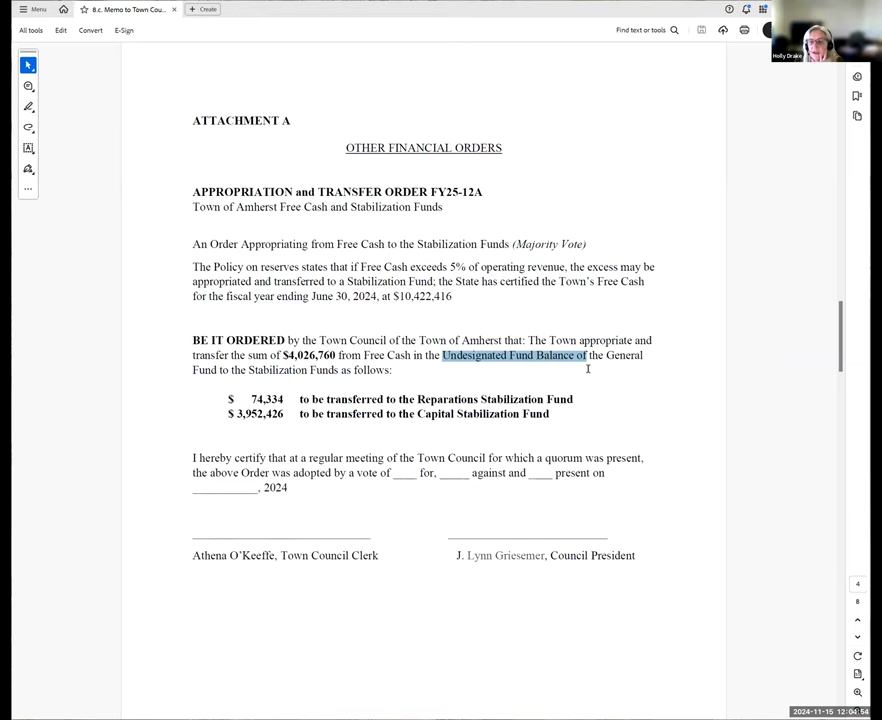 Menu
8.c. Memo to Town Cou...
Create
All tools
Edit
Convert
E-Sign
Find text or tools
Holly Drake
ATTACHMENT A
OTHER FINANCIAL ORDERS
APPROPRIATION and TRANSFER ORDER FY25-12A
Town of Amherst Free Cash and Stabilization Funds
An Order Appropriating from Free Cash to the Stabilization Funds (Majority Vote)
The Policy on reserves states that if Free Cash exceeds 5% of operating revenue, the excess may be
appropriated and transferred to a Stabilization Fund; the State has certified the Town's Free Cash
for the fiscal year ending June 30, 2024, at $10,422,416
BE IT ORDERED by the Town Council of the Town of Amherst that: The Town appropriate and
transfer the sum of $4,026,760 from Free Cash in the Undesignated Fund Balance of the General
Fund to the Stabilization Funds as follows:
$ 74,334 to be transferred to the Reparations Stabilization Fund
$ 3,952,426 to be transferred to the Capital Stabilization Fund
I hereby certify that at a regular meeting of the Town Council for which a quorum was present,
the above Order was adopted by a vote of ____ for, _____ against and ____ present on
___________, 2024
Athena O'Keeffe, Town Council Clerk
J. Lynn Griesemer, Council President
4
8
2024-11-15 12:04:54